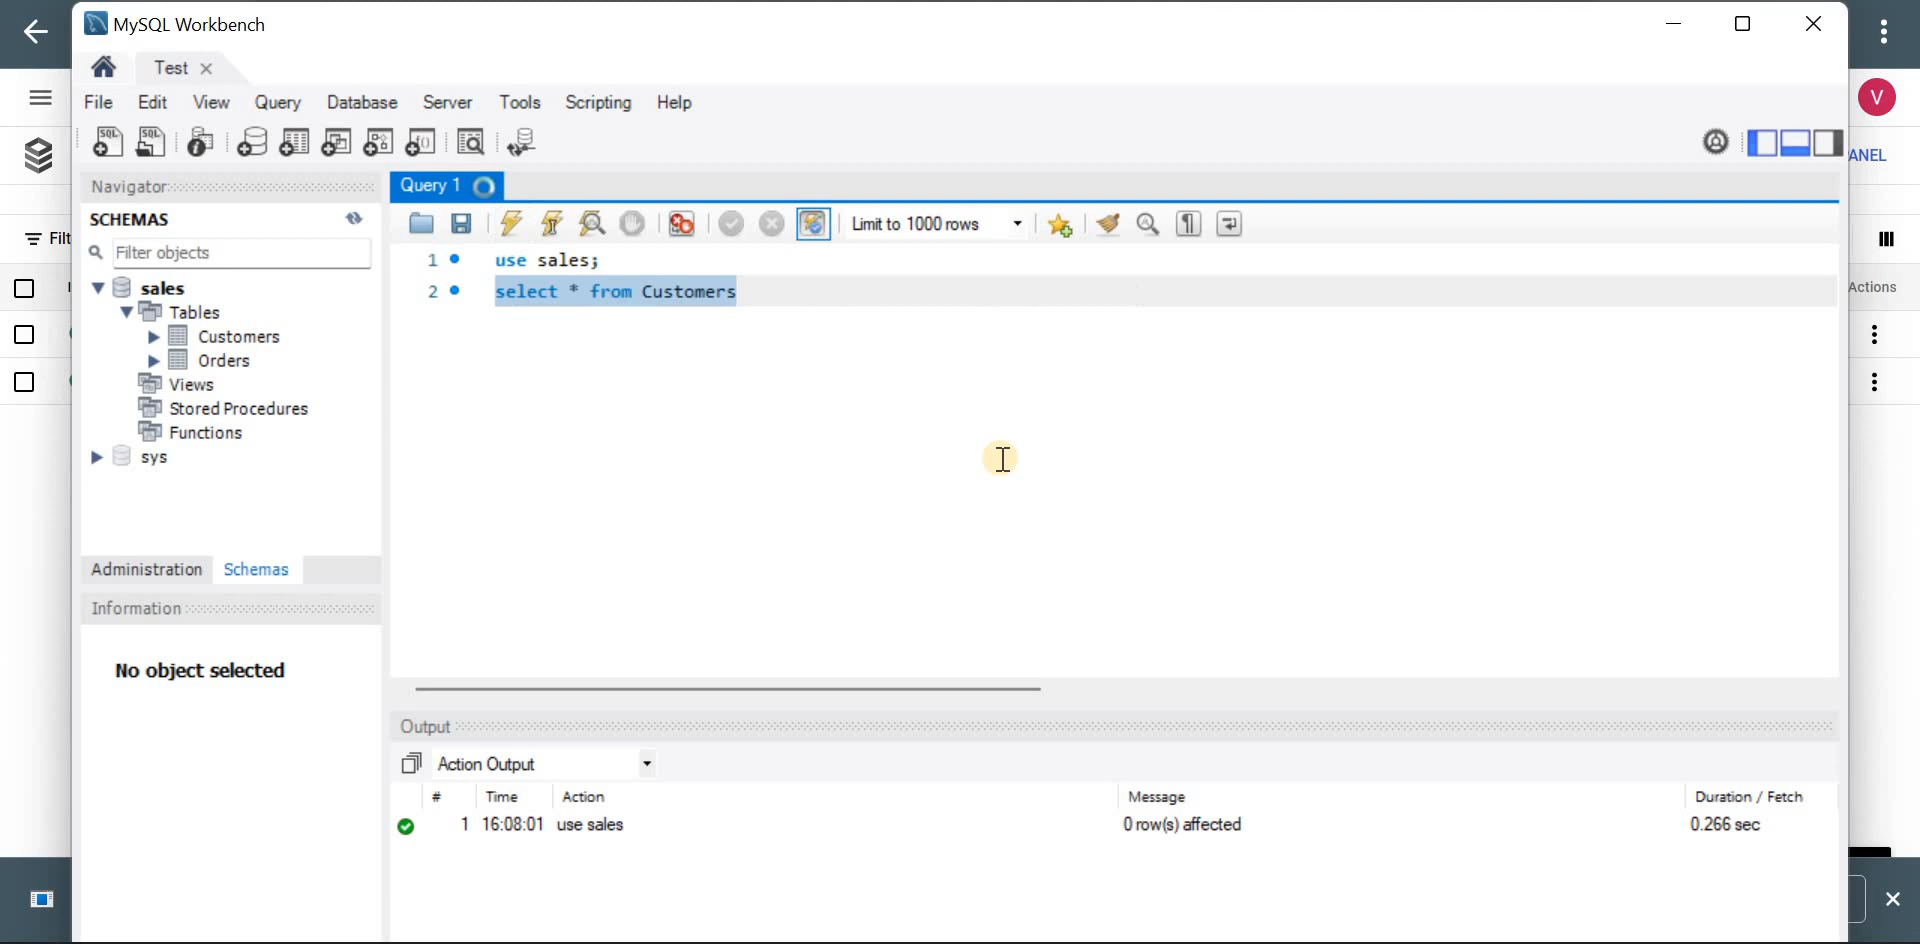 MySQL Workbench
Test
File Edit View Query Database Server Tools Scripting Help
V
ANEL
Navigator
Query 1
SCHEMAS
Limit to 1000 rows
Filt
Filter objects
1 use sales;
2 select * from Customers
sales
Actions
Tables
Customers
Orders
Views
Stored Procedures
Functions
sys
Administration Schemas
Information
No object selected
Output
Action Output
# Time Action Message Duration / Fetch
1 16:08:01 use sales 0 row(s) affected 0.266 sec